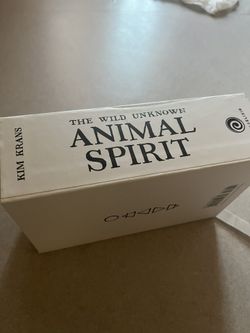 KIM KRANS
THE WILD UNKNOWN
ANIMAL
SPIRIT